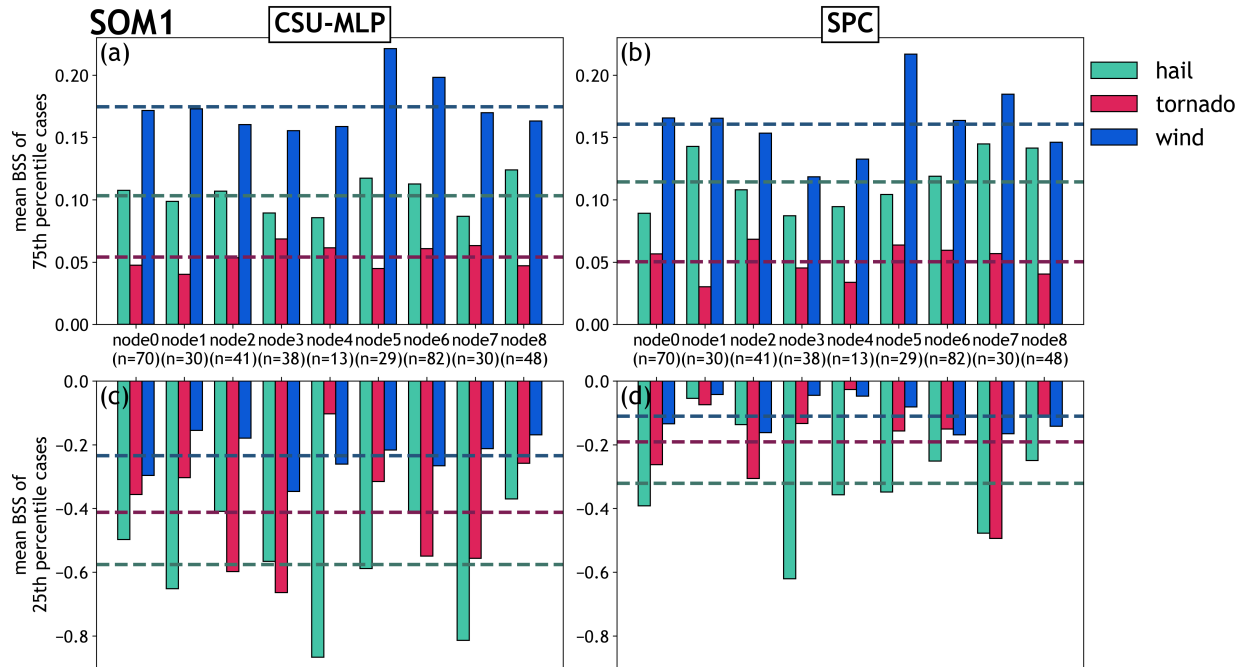 SOM1
CSU-MLP
SPC
(a)
(b)
hail
tornado
wind
mean BSS of
75th percentile cases
0.20
0.15
0.10
0.05
0.00
node0 node1 node2 node3 node4 node5 node6 node7 node8
(n=70)(n=30)(n=41)(n=38)(n=13)(n=29)(n=82)(n=30)(n=48)
0.20
0.15
0.10
0.05
0.00
node0 node1 node2 node3 node4 node5 node6 node7 node8
(n=70)(n=30)(n=41)(n=38)(n=13)(n=29)(n=82)(n=30)(n=48)
(c)
(d)
mean BSS of
25th percentile cases
0.0
−0.2
−0.4
−0.6
−0.8
0.0
−0.2
−0.4
−0.6
−0.8